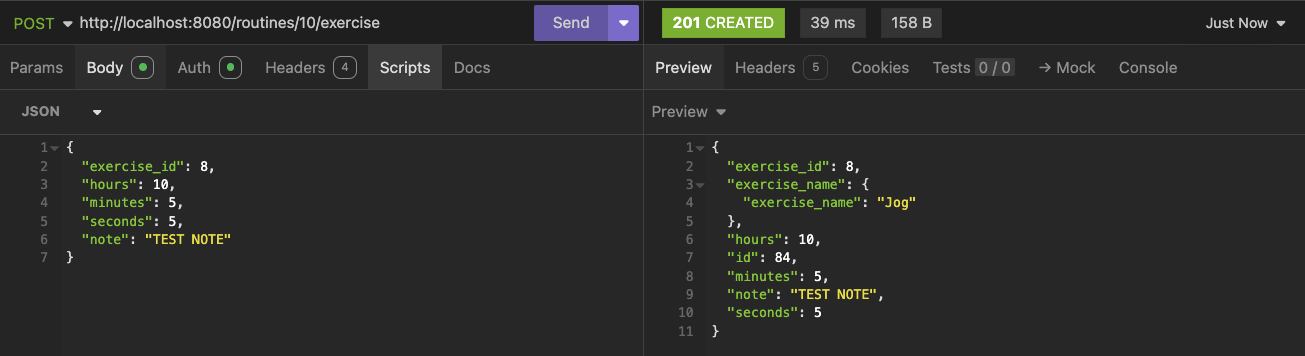 POST http://localhost:8080/routines/10/exercise Send 201 CREATED 39 ms 158 B Just Now
Params Body Auth Headers 4 Scripts Docs
Preview Headers 5 Cookies Tests 0 / 0 → Mock Console
JSON
Preview
1 {
2 "exercise_id": 8,
3 "hours": 10,
4 "minutes": 5,
5 "seconds": 5,
6 "note": "TEST NOTE"
7 }
1 {
2 "exercise_id": 8,
3 "exercise_name": {
4 "exercise_name": "Jog"
5 },
6 "hours": 10,
7 "id": 84,
8 "minutes": 5,
9 "note": "TEST NOTE",
10 "seconds": 5
11 }